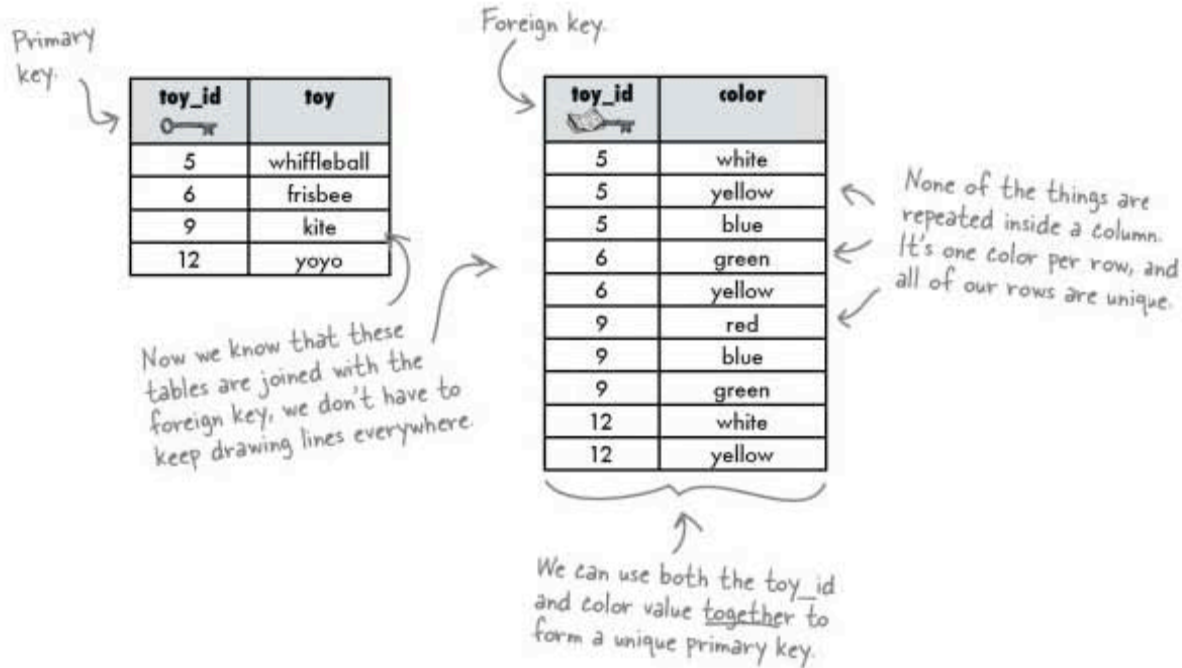 Primary
key.
toy_id toy
5 whiffleball
6 frisbee
9 kite
12 yoyo
Foreign key.
toy_id color
5 white
5 yellow
5 blue
6 green
6 yellow
9 red
9 blue
9 green
12 white
12 yellow
None of the things are
repeated inside a column.
It's one color per row, and
all of our rows are unique.
Now we know that these
tables are joined with the
foreign key, we don't have to
keep drawing lines everywhere.
We can use both the toy_id
and color value together to
form a unique primary key.